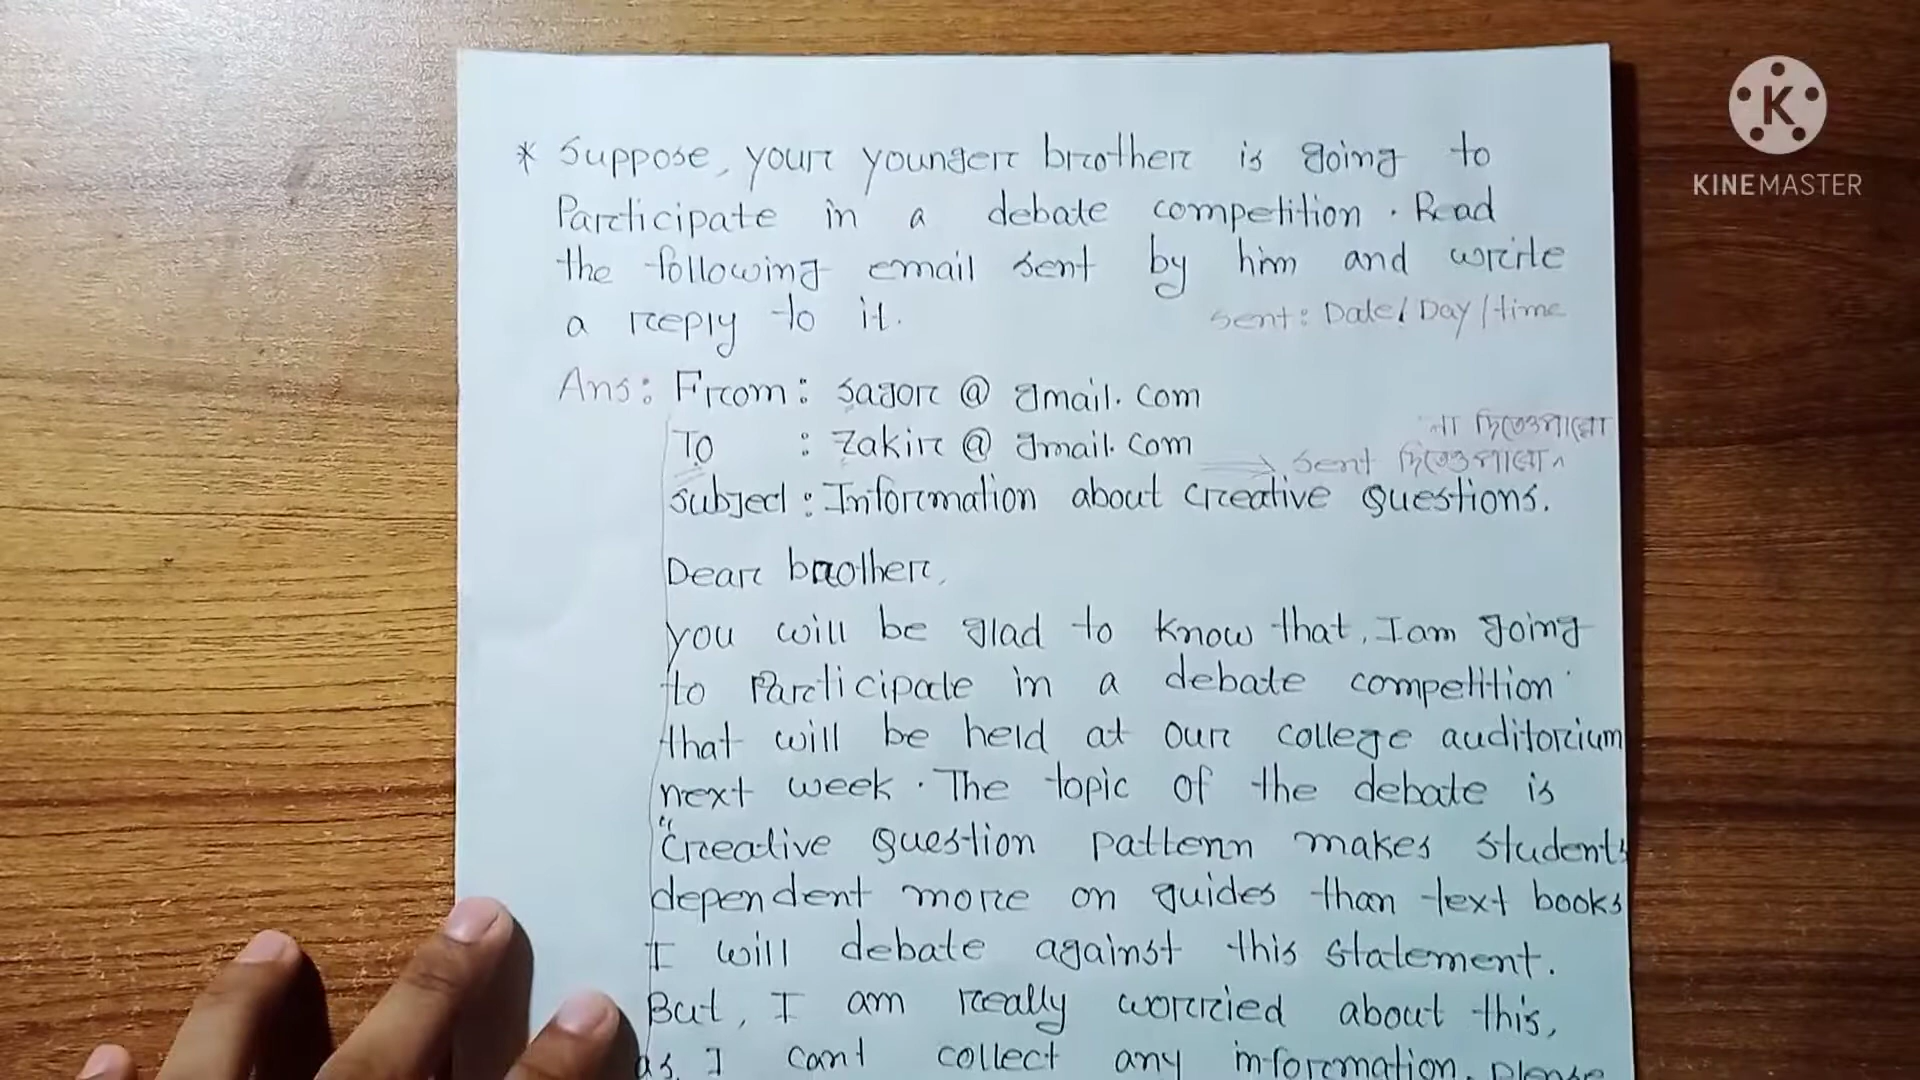 * Suppose, your younger brother is going to
Participate in a debate competition. Read
the following email sent by him and write
a reply to it.
Sent: Date/Day/time
Ans: From: sagor@gmail.com
To : zakir@gmail.com
না দিতেও পারো
→ sent দিতেও পারো
Subject: Information about creative questions.
Dear brother,
you will be glad to know that, I am going
to Participate in a debate competition
that will be held at our college auditorium
next week. The topic of the debate is
"Creative question pattern makes students
dependent more on guides than text books
I will debate against this statement.
But, I am really worried about this,
as I cant collect any information. please
KINEMASTER